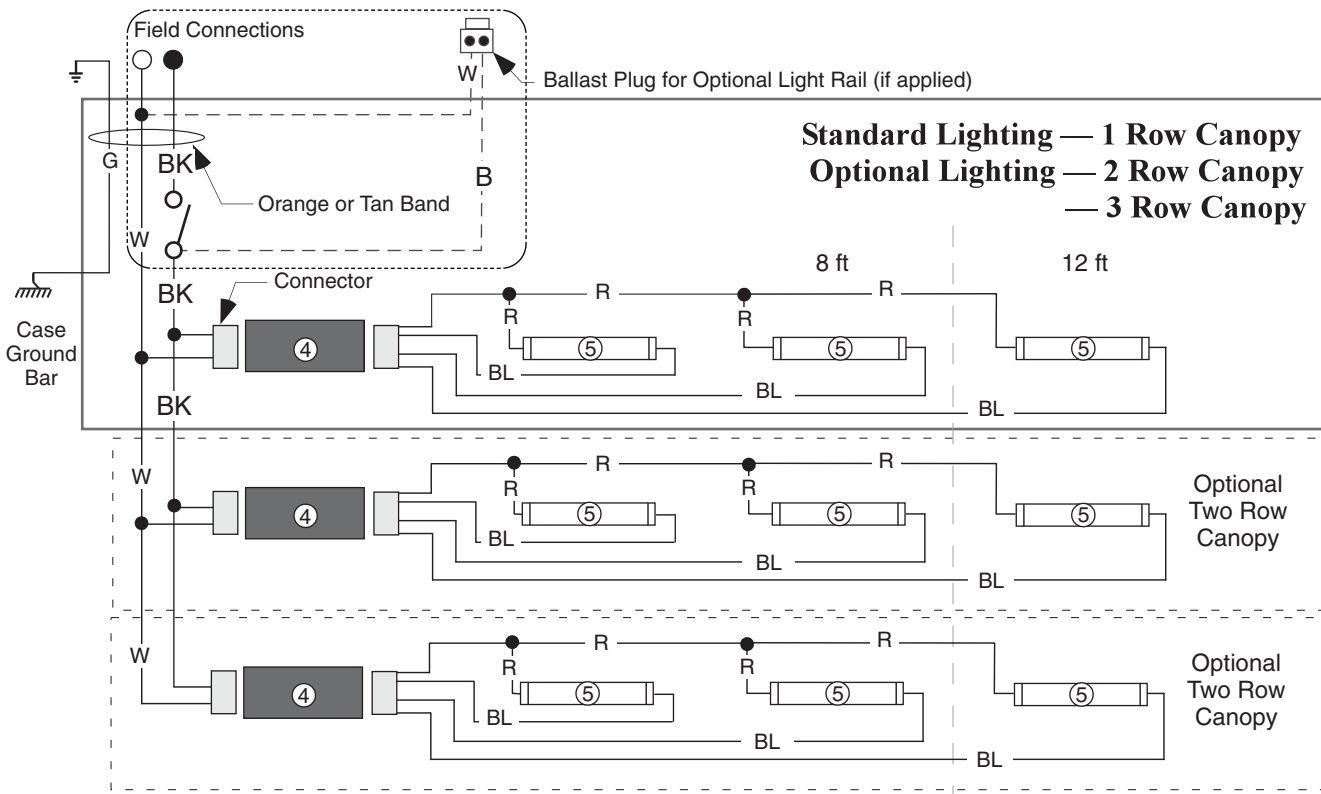 Field Connections
W
Ballast Plug for Optional Light Rail (if applied)
Standard Lighting — 1 Row Canopy
Optional Lighting — 2 Row Canopy
— 3 Row Canopy
G
BK
B
Orange or Tan Band
W
8 ft
12 ft
Connector
BK
R
R
Case
Ground
Bar
R
R
4
5
5
5
BL
BL
BL
BK
W
R
R
R
R
4
5
5
5
BL
BL
BL
Optional
Two Row
Canopy
W
R
R
R
R
4
5
5
5
BL
BL
BL
Optional
Two Row
Canopy